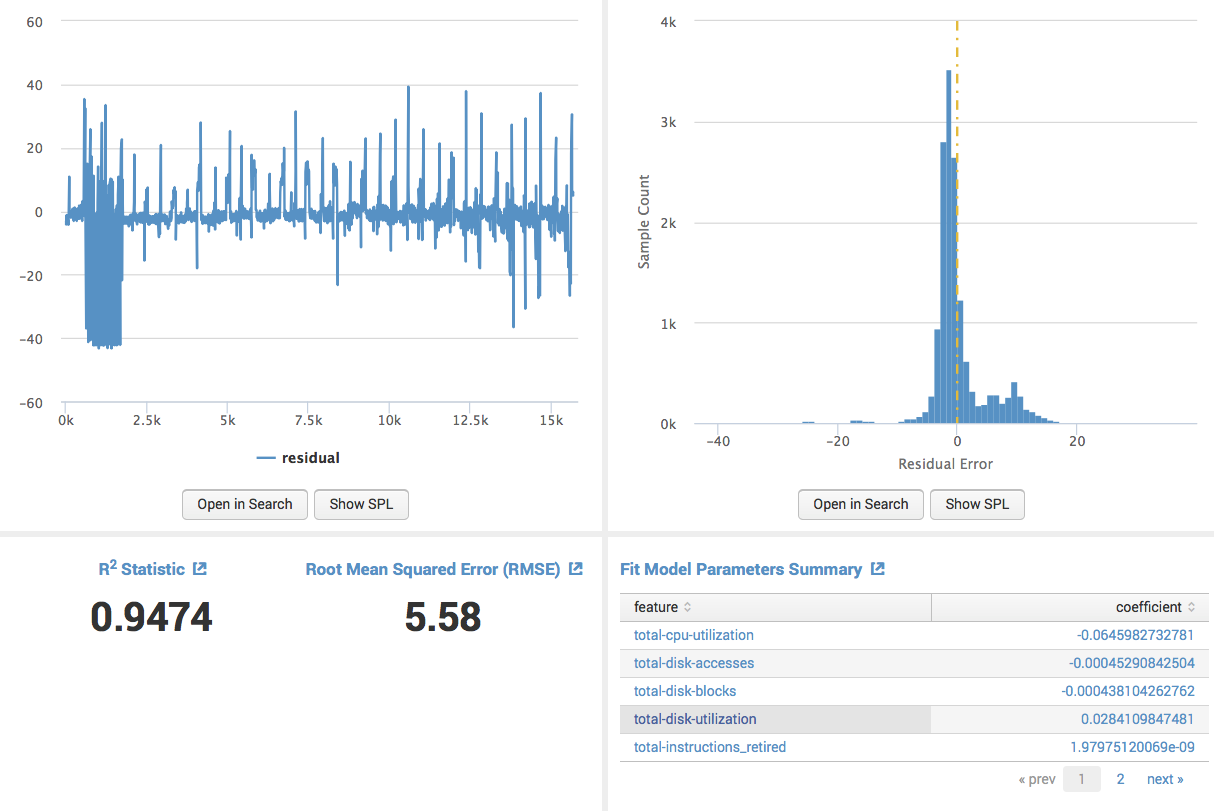 60
40
20
0
−20
−40
−60
0k 2.5k 5k 7.5k 10k 12.5k 15k
residual
Open in Search Show SPL
4k
3k
2k
1k
0k
Sample Count
−40 −20 0 20
Residual Error
Open in Search Show SPL
R² Statistic
0.9474
Root Mean Squared Error (RMSE)
5.58
Fit Model Parameters Summary
feature coefficient
total-cpu-utilization -0.0645982732781
total-disk-accesses -0.00045290842504
total-disk-blocks -0.000438104262762
total-disk-utilization 0.0284109847481
total-instructions_retired 1.97975120069e-09
« prev 1 2 next »